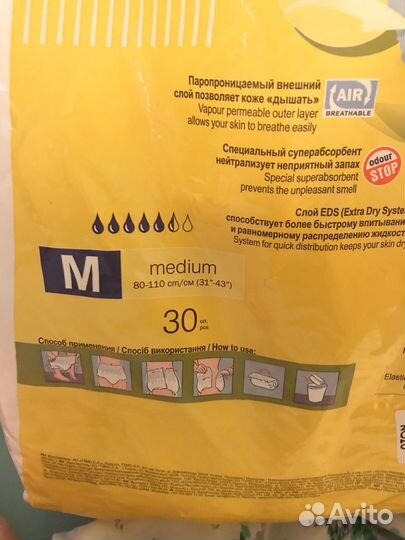 Паропроницаемый внешний
слой позволяет коже «дышать»
Vapour permeable outer layer
allows your skin to breathe easily
AIR
BREATHABLE
Специальный суперабсорбент
нейтрализует неприятный запах
Special superabsorbent
prevents the unpleasant smell
odour
STOP
Слой EDS (Extra Dry Syste
способствует более быстрому впитывани
и равномерному распределению жидкос
System for quick distribution keeps your skin dry
M
medium
80-110 cm/см (31"-43")
30 шт.
pcs
Способ применения / Спосіб використання / How to use:
Elastic
Avito